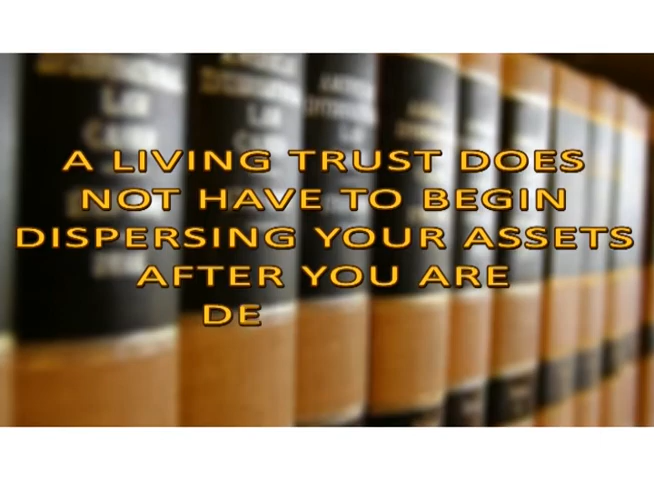 A LIVING TRUST DOES
NOT HAVE TO BEGIN
DISPERSING YOUR ASSETS
AFTER YOU ARE
DE